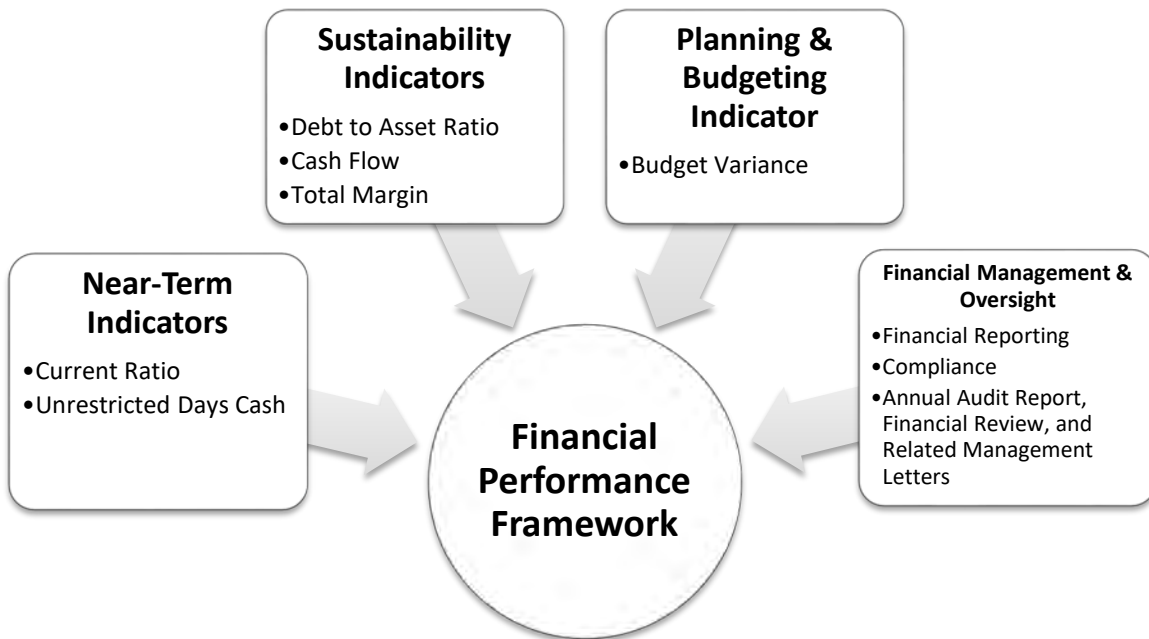 Sustainability
Indicators
•Debt to Asset Ratio
•Cash Flow
•Total Margin
Planning &
Budgeting
Indicator
•Budget Variance
Near-Term
Indicators
•Current Ratio
•Unrestricted Days Cash
Financial Management &
Oversight
•Financial Reporting
•Compliance
•Annual Audit Report,
Financial Review, and
Related Management
Letters
Financial
Performance
Framework